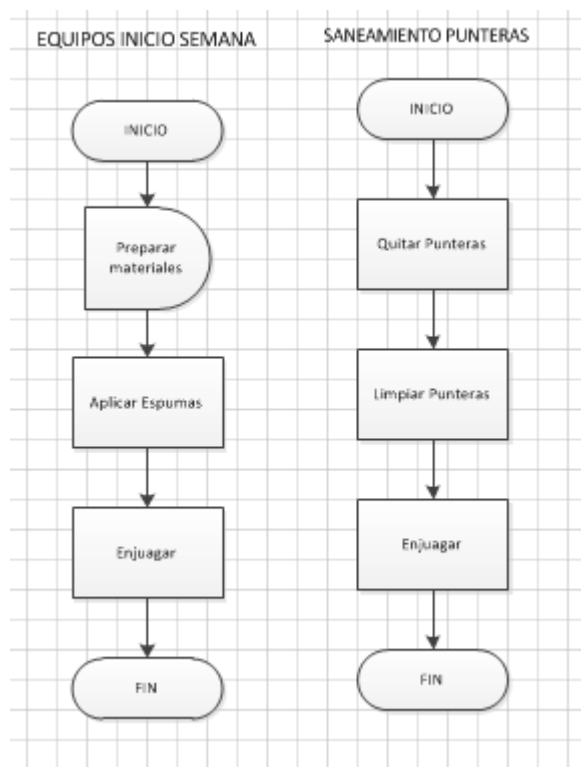 EQUIPOS INICIO SEMANA
INICIO
Preparar
materiales
Aplicar Espumas
Enjuagar
FIN
SANEAMIENTO PUNTERAS
INICIO
Quitar Punteras
Limpiar Punteras
Enjuagar
FIN